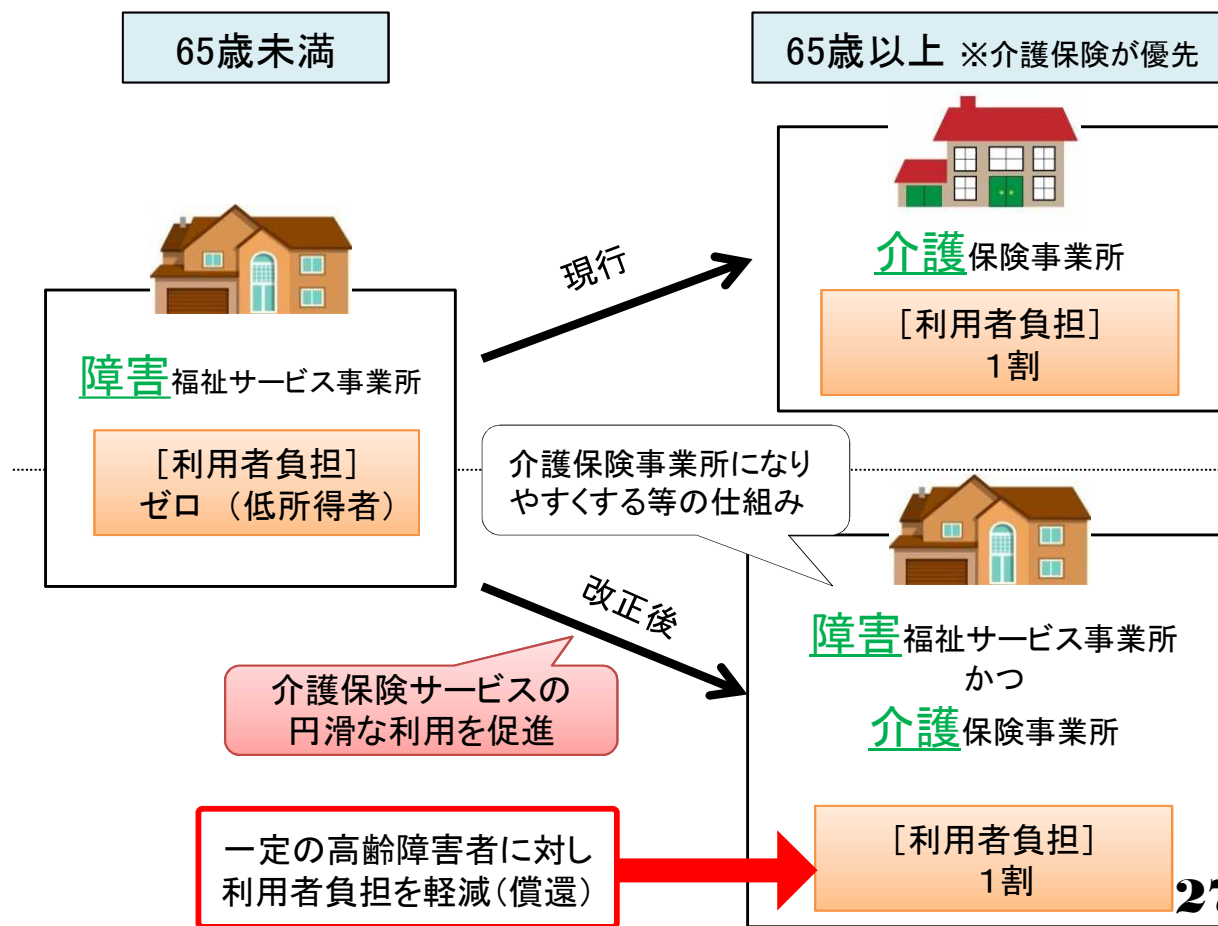 65歳未満
65歳以上 ※介護保険が優先
現行
介護保険事業所
[利用者負担]
1割
障害福祉サービス事業所
[利用者負担]
ゼロ (低所得者)
介護保険事業所になり
やすくする等の仕組み
改正後
介護保険サービスの
円滑な利用を促進
障害福祉サービス事業所
かつ
介護保険事業所
一定の高齢障害者に対し
利用者負担を軽減(償還)
[利用者負担]
1割
27